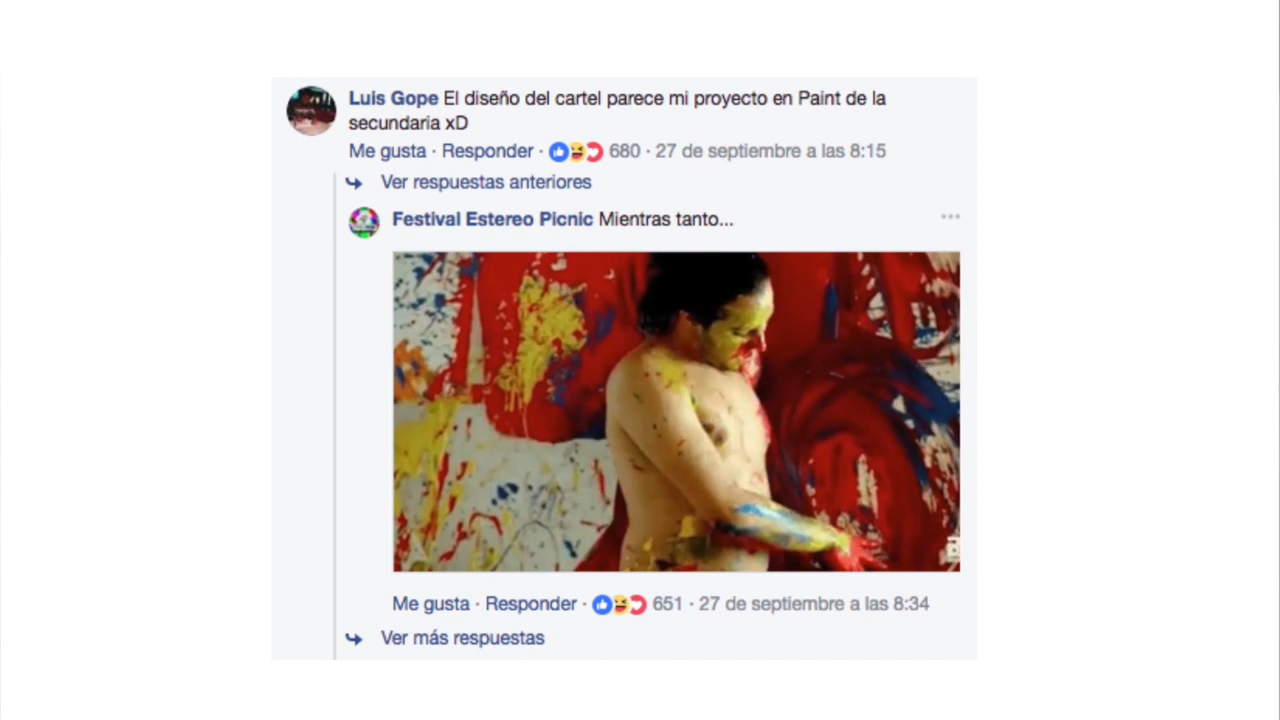 Luis Gope El diseño del cartel parece mi proyecto en Paint de la
secundaria xD
Me gusta · Responder · 680 · 27 de septiembre a las 8:15
Ver respuestas anteriores
Festival Estereo Picnic Mientras tanto...
Me gusta · Responder · 651 · 27 de septiembre a las 8:34
Ver más respuestas